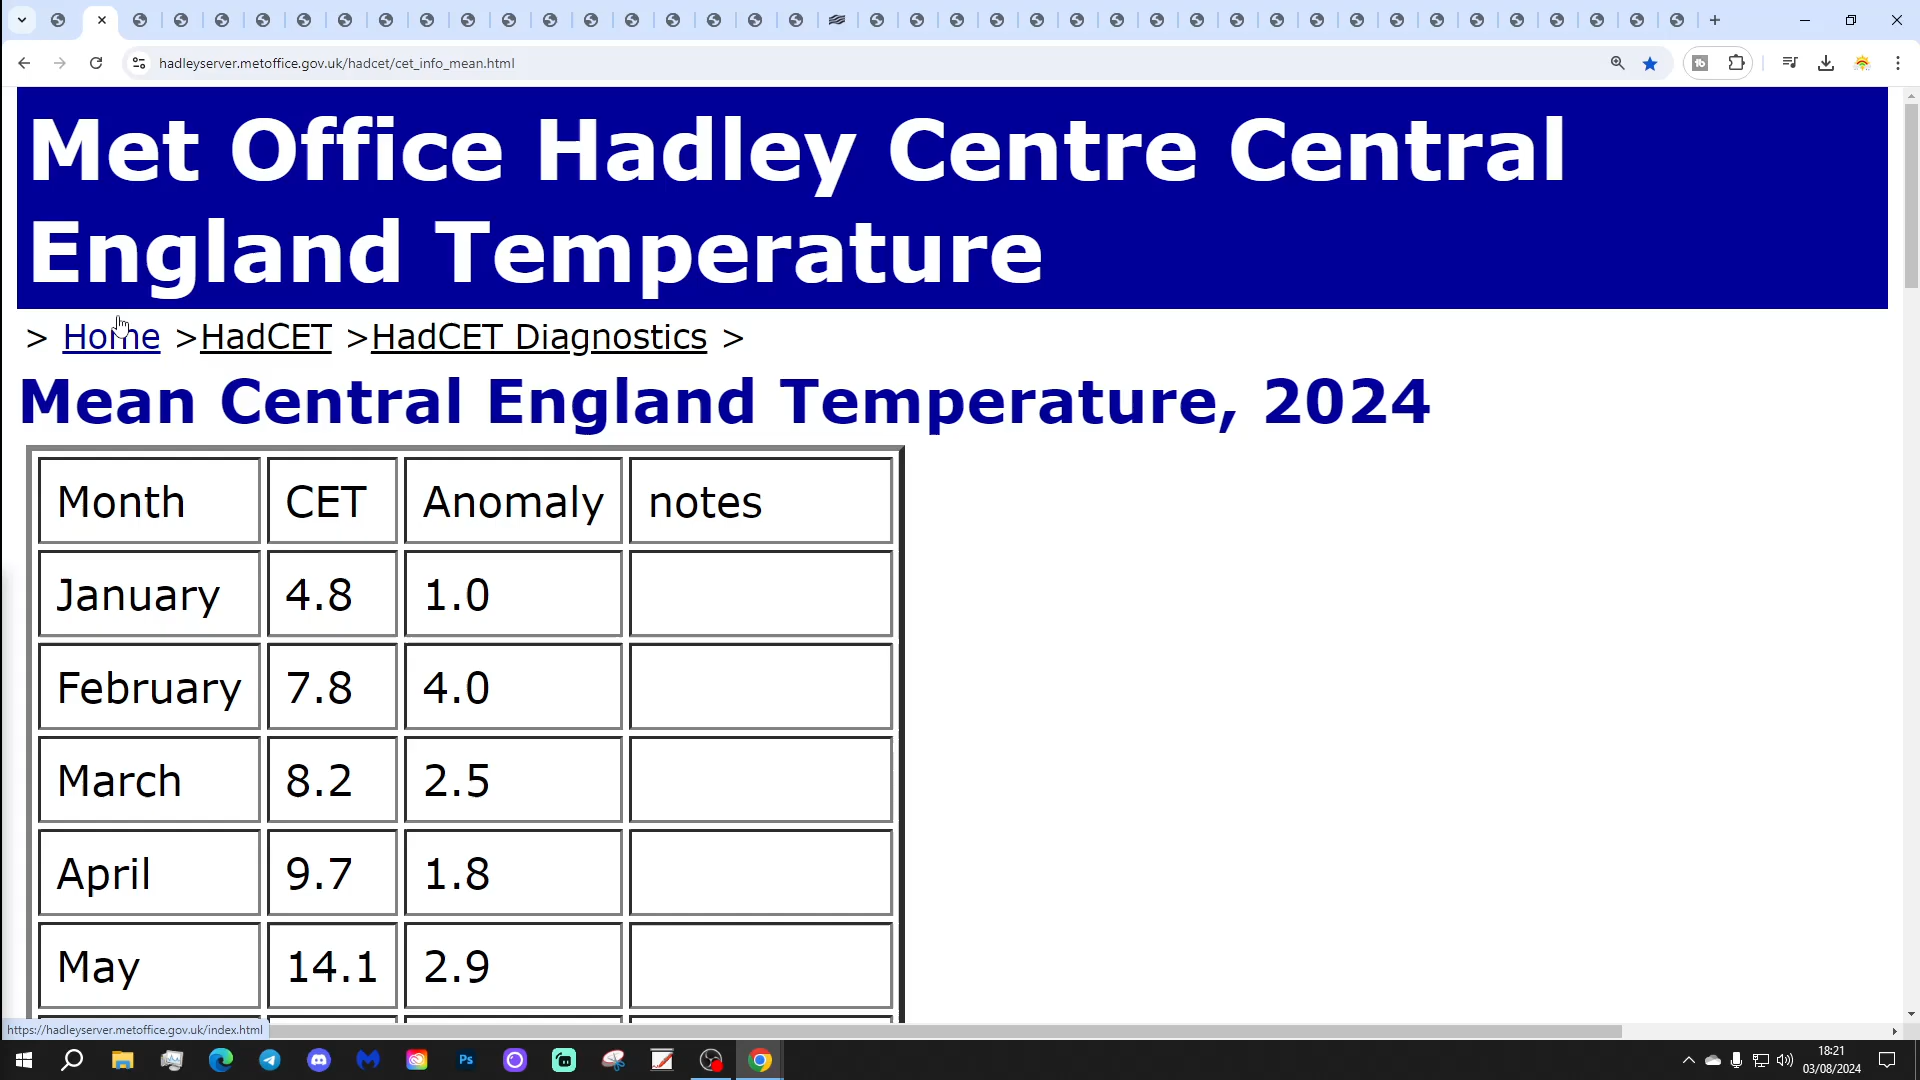 hadleyserver.metoffice.gov.uk/hadcet/cet_info_mean.html
Met Office Hadley Centre Central
England Temperature
> Home >HadCET >HadCET Diagnostics >
Mean Central England Temperature, 2024
Month CET Anomaly notes
January 4.8 1.0
February 7.8 4.0
March 8.2 2.5
April 9.7 1.8
May 14.1 2.9
https://hadleyserver.metoffice.gov.uk/index.html
Ps
18:21
03/08/2024